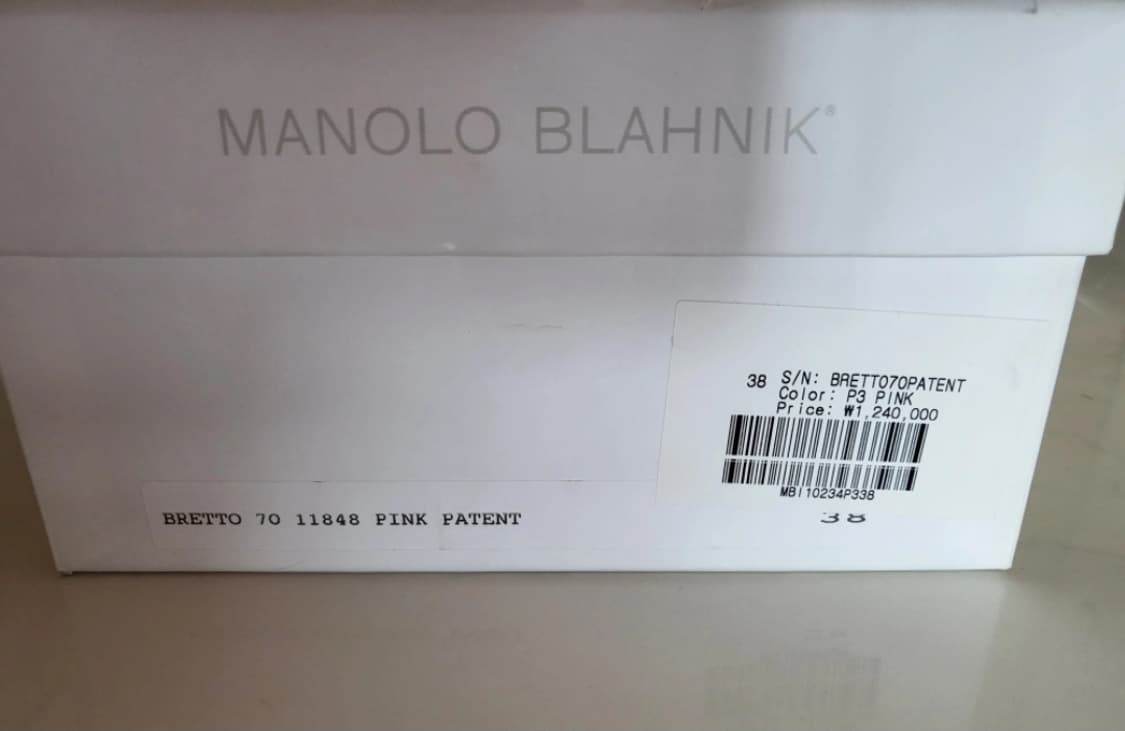 MANOLO BLAHNIK®
38 S/N: BRETTO70PATENT
Color: P3 PINK
Price: ₩1,240,000
MBI10234P338
BRETTO 70 11848 PINK PATENT
38